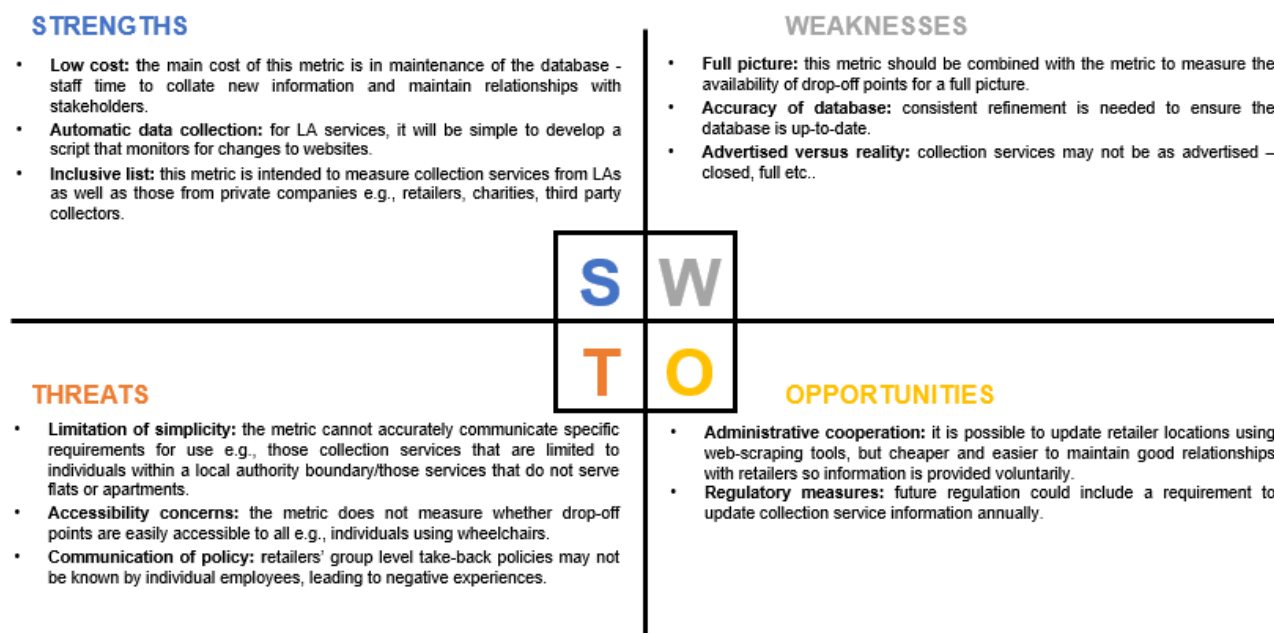 STRENGTHS
• Low cost: the main cost of this metric is in maintenance of the database -
staff time to collate new information and maintain relationships with
stakeholders.
• Automatic data collection: for LA services, it will be simple to develop a
script that monitors for changes to websites.
• Inclusive list: this metric is intended to measure collection services from LAs
as well as those from private companies e.g., retailers, charities, third party
collectors.
WEAKNESSES
• Full picture: this metric should be combined with the metric to measure the
availability of drop-off points for a full picture.
• Accuracy of database: consistent refinement is needed to ensure the
database is up-to-date.
• Advertised versus reality: collection services may not be as advertised –
closed, full etc..
S W
T O
THREATS
• Limitation of simplicity: the metric cannot accurately communicate specific
requirements for use e.g., those collection services that are limited to
individuals within a local authority boundary/those services that do not serve
flats or apartments.
• Accessibility concerns: the metric does not measure whether drop-off
points are easily accessible to all e.g., individuals using wheelchairs.
• Communication of policy: retailers’ group level take-back policies may not
be known by individual employees, leading to negative experiences.
OPPORTUNITIES
• Administrative cooperation: it is possible to update retailer locations using
web-scraping tools, but cheaper and easier to maintain good relationships
with retailers so information is provided voluntarily.
• Regulatory measures: future regulation could include a requirement to
update collection service information annually.